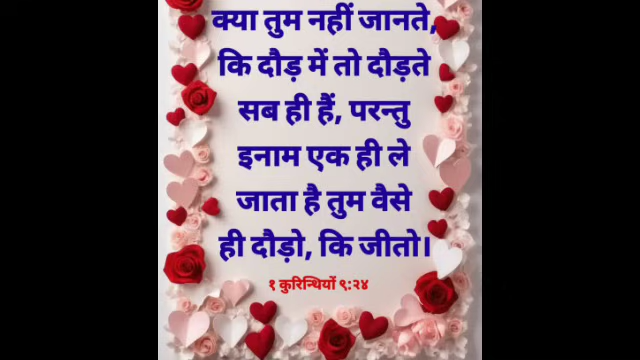 क्या तुम नहीं जानते,
कि दौड़ में तो दौड़ते
सब ही हैं, परन्तु
इनाम एक ही ले
जाता है तुम वैसे
ही दौड़ो, कि जीतो।
१ कुरिन्थियों ९:२४